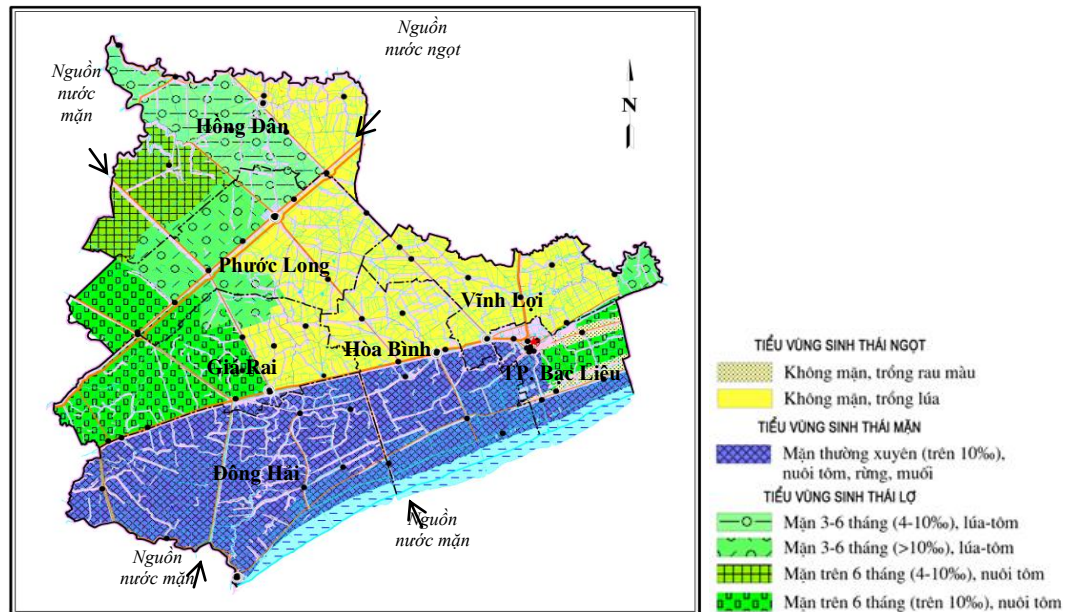 Nguồn
nước ngọt
Nguồn
nước
mặn
N
Hồng Dân
Phước Long
Vĩnh Lợi
Hòa Bình
Giá Rai
TP. Bạc Liêu
Đông Hải
Nguồn
nước mặn
Nguồn
nước mặn
TIỂU VÙNG SINH THÁI NGỌT
Không mặn, trồng rau màu
Không mặn, trồng lúa
TIỂU VÙNG SINH THÁI MẶN
Mặn thường xuyên (trên 10‰),
nuôi tôm, rừng, muối
TIỂU VÙNG SINH THÁI LỢ
Mặn 3-6 tháng (4-10‰), lúa-tôm
Mặn 3-6 tháng (>10‰), lúa-tôm
Mặn trên 6 tháng (4-10‰), nuôi tôm
Mặn trên 6 tháng (trên 10‰), nuôi tôm